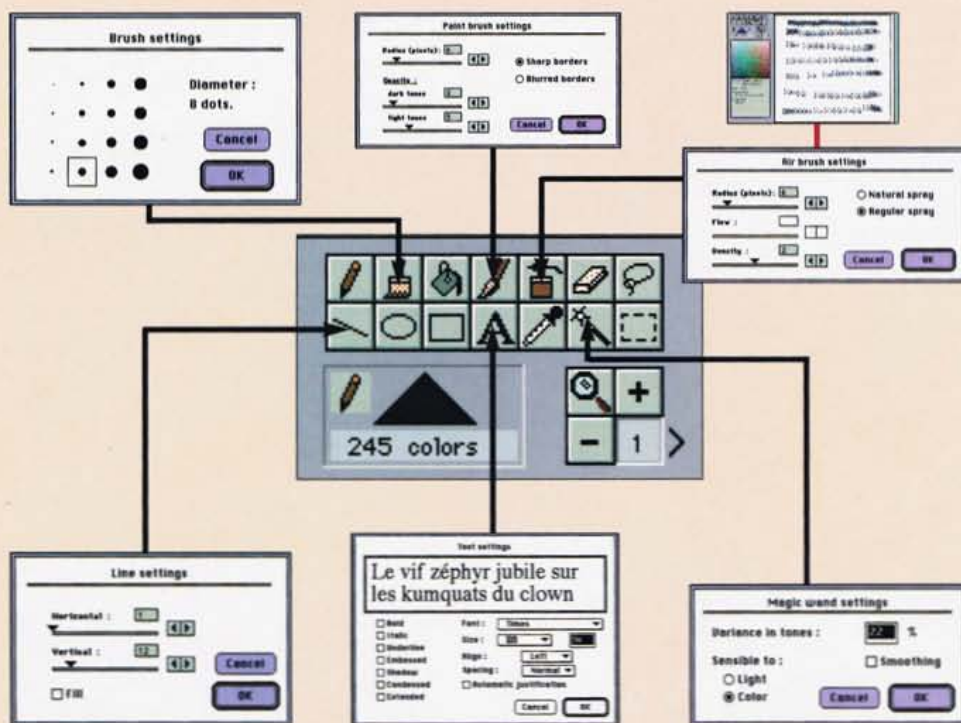 Brush settings
Diameter :
8 dots.
Cancel
OK
Paint brush settings
Radius (pixels):
Sharp borders
Opacity :
Blurred borders
dark tones
light tones
Cancel
OK
Air brush settings
Radius (pixels):
Natural spray
Regular spray
Flow :
Density :
Cancel
OK
245 colors
+
−
1
Line settings
Horizontal : 1
Vertical : 12
Fill
Cancel
OK
Text settings
Le vif zéphyr jubile sur
les kumquats du clown
Bold
Italic
Underline
Embossed
Shadow
Condensed
Extended
Font : Times
Size :
Align : Left
Spacing : Normal
Automatic justification
Cancel
OK
Magic wand settings
Variance in tones : 22 %
Sensible to :
Smoothing
Light
Color
Cancel
OK